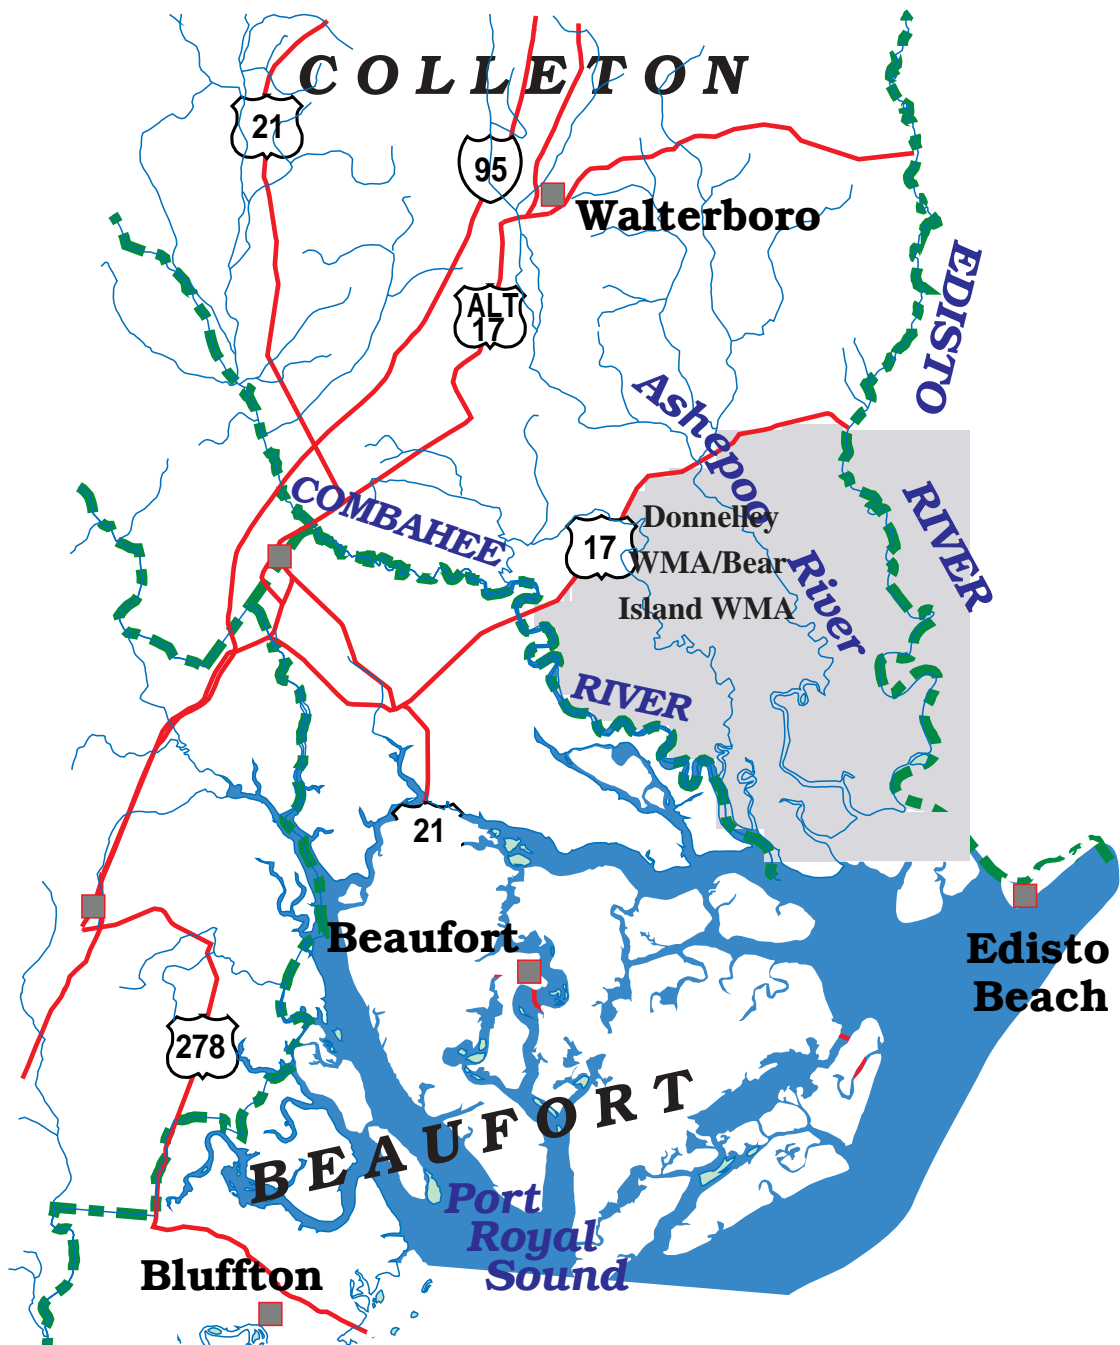 COLLETON
21
95
Walterboro
EDISTO
ALT
17
Ashepoo
COMBAHEE
RIVER
Donnelley
17
WMA/Bear
River
Island WMA
RIVER
21
Beaufort
Edisto
Beach
278
BEAUFORT
Port
Royal
Sound
Bluffton